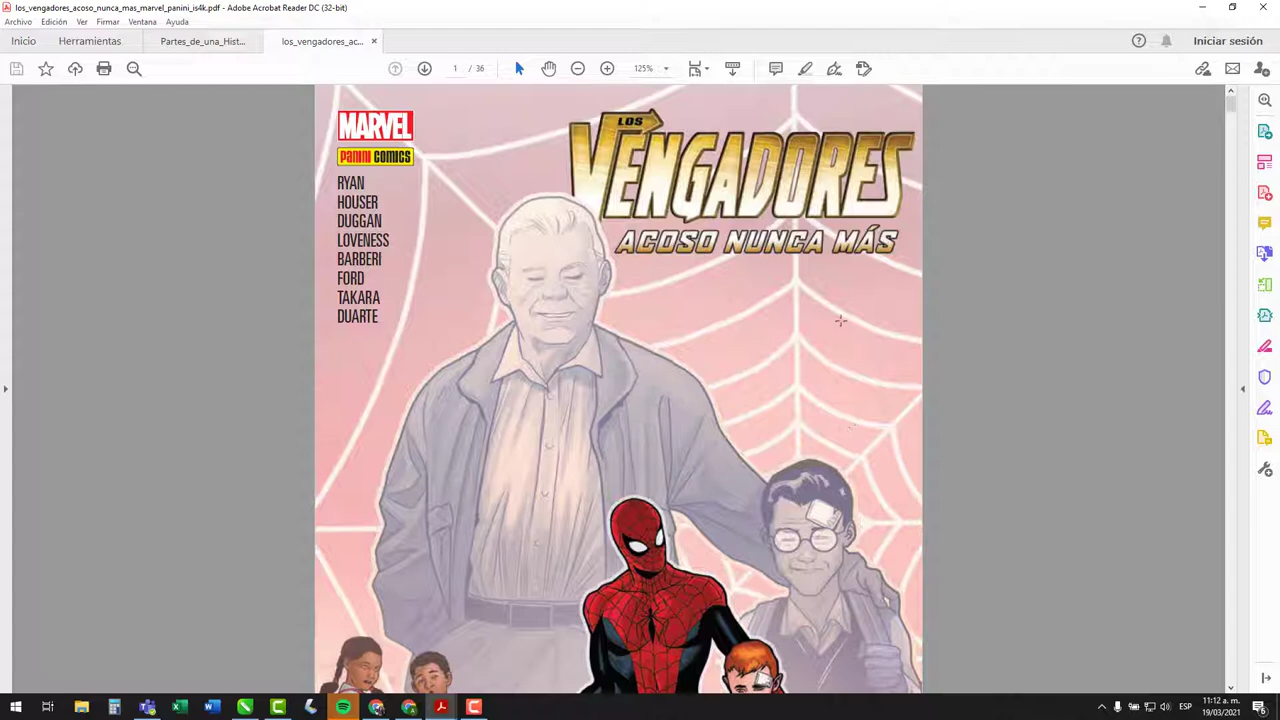 los_vengadores_acoso_nunca_mas_marvel_panini_is4k.pdf - Adobe Acrobat Reader DC (32-bit)
Archivo Edición Ver Firmar Ventana Ayuda
Inicio Herramientas Partes_de_una_Hist... los_vengadores_ac... Iniciar sesión
1 / 36 125%
MARVEL
PANINI COMICS
RYAN
HOUSER
DUGGAN
LOVENESS
BARBERI
FORD
TAKARA
DUARTE
LOS
VENGADORES
ACOSO NUNCA MÁS
ESP
11:12 a. m.
19/03/2021